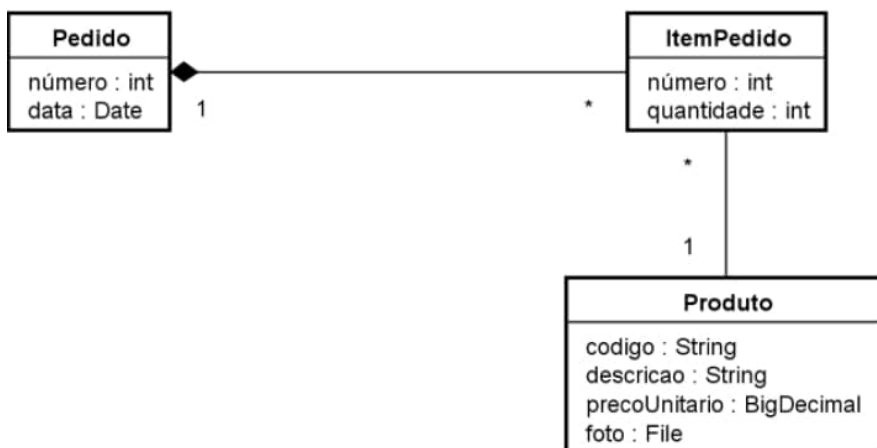 Pedido
número : int
data : Date
1
*
ItemPedido
número : int
quantidade : int
*
1
Produto
codigo : String
descricao : String
precoUnitario : BigDecimal
foto : File